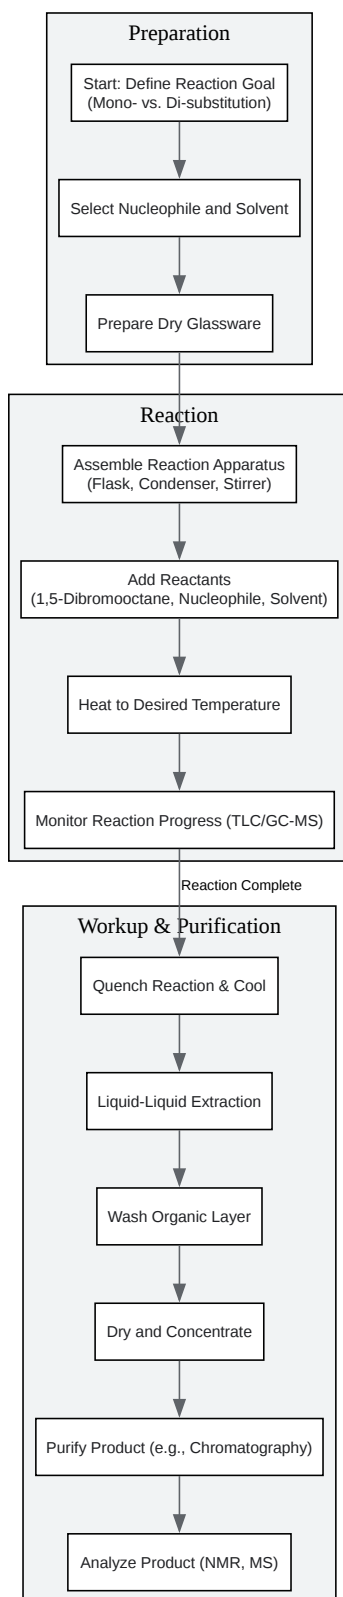 Preparation
Start: Define Reaction Goal
(Mono- vs. Di-substitution)
Select Nucleophile and Solvent
Prepare Dry Glassware
Reaction
Assemble Reaction Apparatus
(Flask, Condenser, Stirrer)
Add Reactants
(1,5-Dibromooctane, Nucleophile, Solvent)
Heat to Desired Temperature
Monitor Reaction Progress (TLC/GC-MS)
Reaction Complete
Workup & Purification
Quench Reaction & Cool
Liquid-Liquid Extraction
Wash Organic Layer
Dry and Concentrate
Purify Product (e.g., Chromatography)
Analyze Product (NMR, MS)